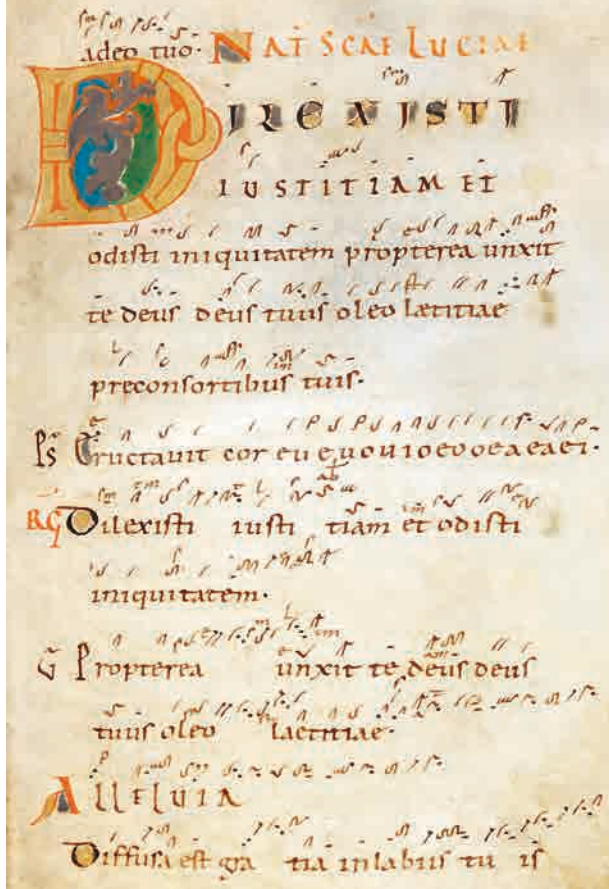 adeo tuo. NAT SCAE LUCIAE
DILEXISTI
IUSTITIAM ET
odisti iniquitatem propterea unxit
te deus deus tuus oleo laetitiae
preconsortibus tuis.
Ps Eructauit cor eu e u o u i o e o o e a e a e i.
RG Dilexisti iusti tiam et odisti
iniquitatem.
V Propterea unxit te deus deus
tuus oleo laetitiae.
Alleluia
Diffusa est gra tia in labiis tu is